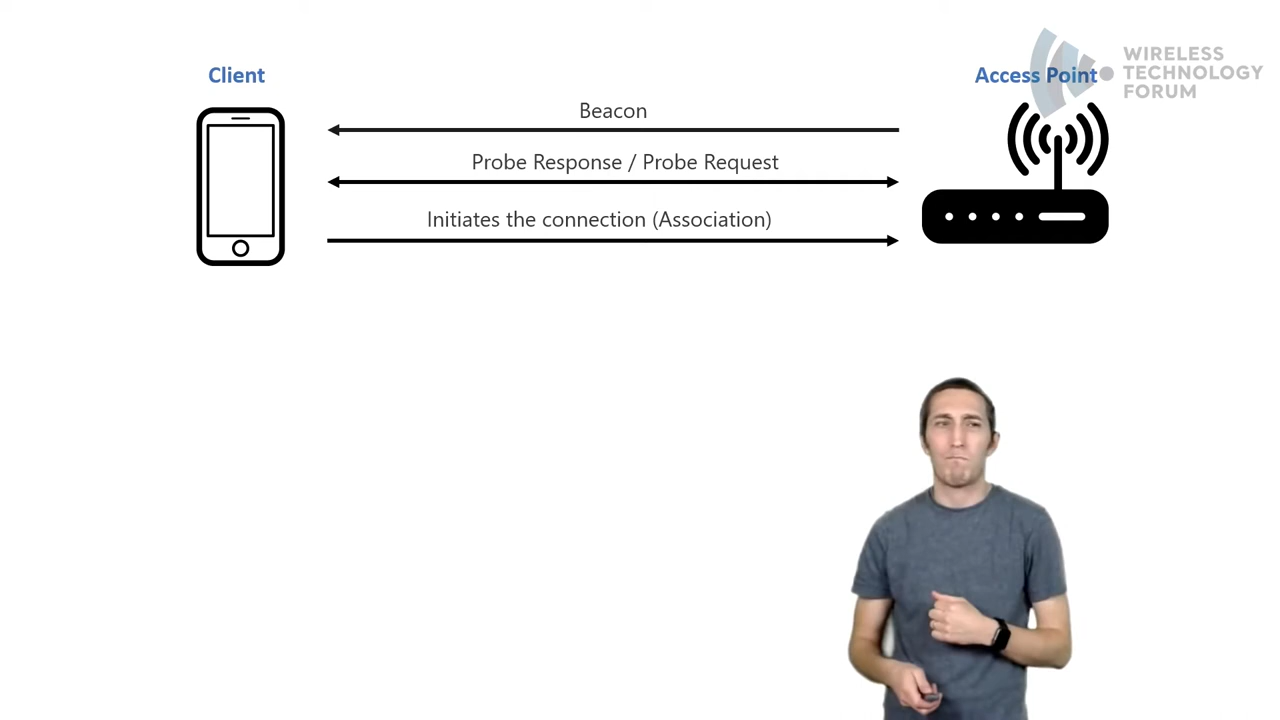 Client
Access Point
WIRELESS
TECHNOLOGY
FORUM
Beacon
Probe Response / Probe Request
Initiates the connection (Association)